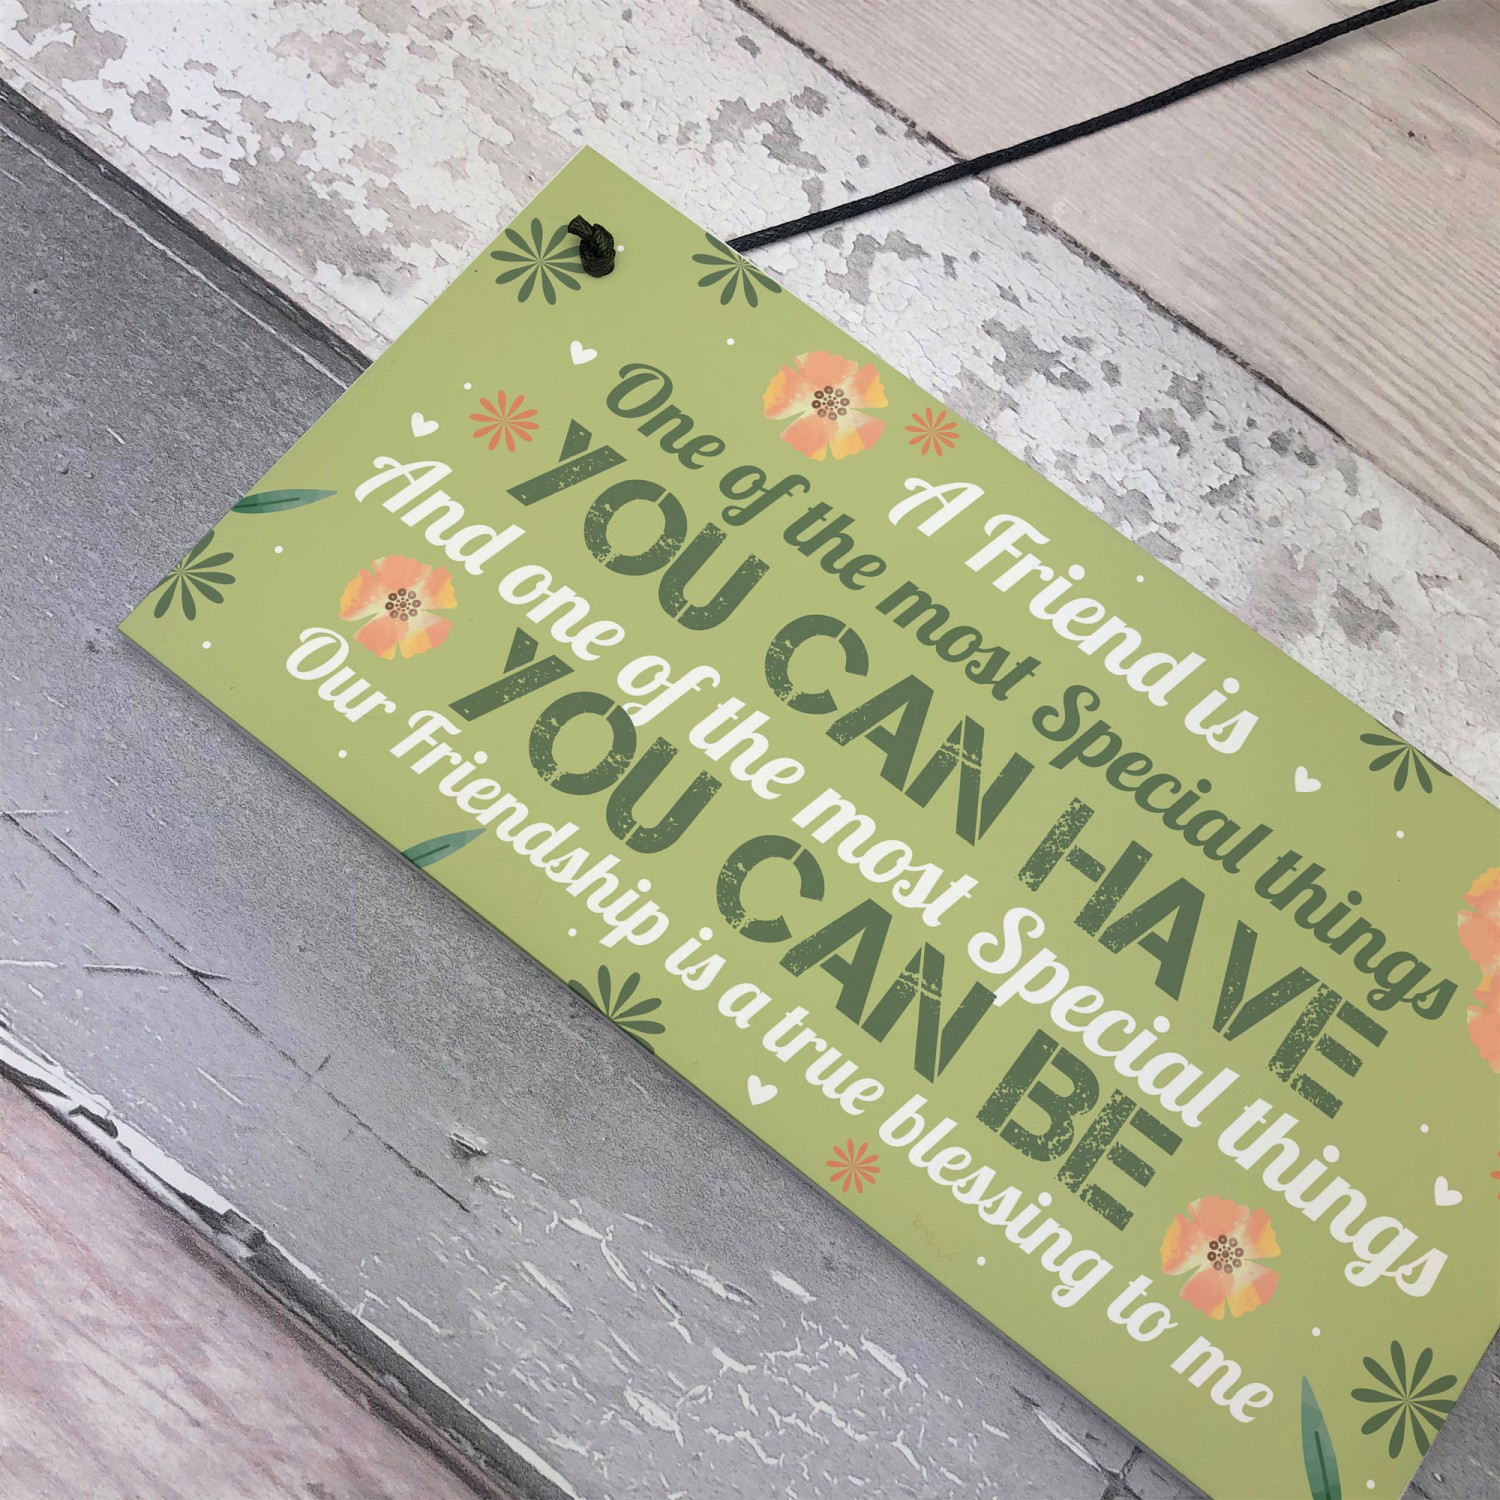 A Friend is
One of the most Special things
YOU CAN HAVE
And one of the most Special things
YOU CAN BE
Our Friendship is a true blessing to me